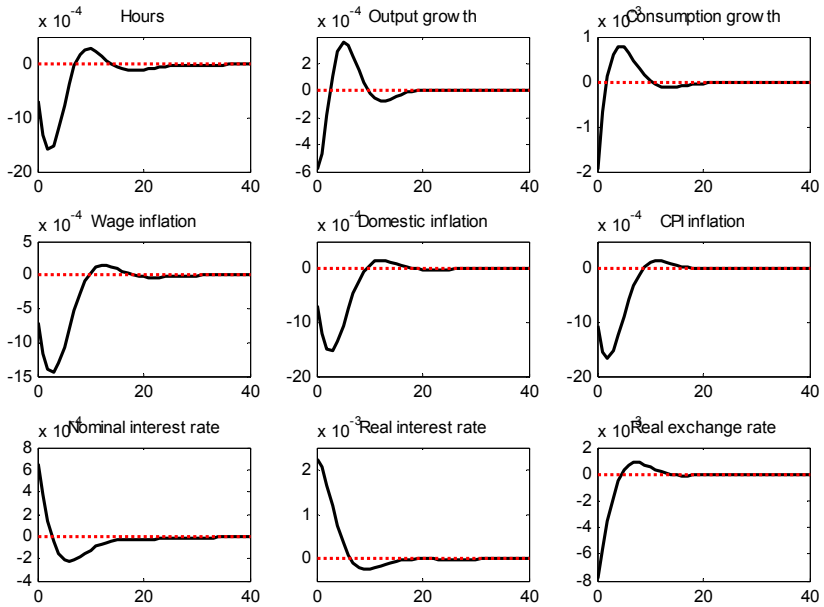 x 10^-4 Hours
0
-10
-20
0 20 40
x 10^-4 Output growth
4
2
0
-2
-4
-6
0 20 40
x 10^-3 Consumption growth
1
0
-1
-2
0 20 40
x 10^-4 Wage inflation
5
0
-5
-10
-15
0 20 40
x 10^-4 Domestic inflation
0
-10
-20
0 20 40
x 10^-4 CPI inflation
0
-10
-20
0 20 40
x 10^-4 Nominal interest rate
8
6
4
2
0
-2
-4
0 20 40
x 10^-3 Real interest rate
2
1
0
0 20 40
x 10^-3 Real exchange rate
2
0
-2
-4
-6
-8
0 20 40